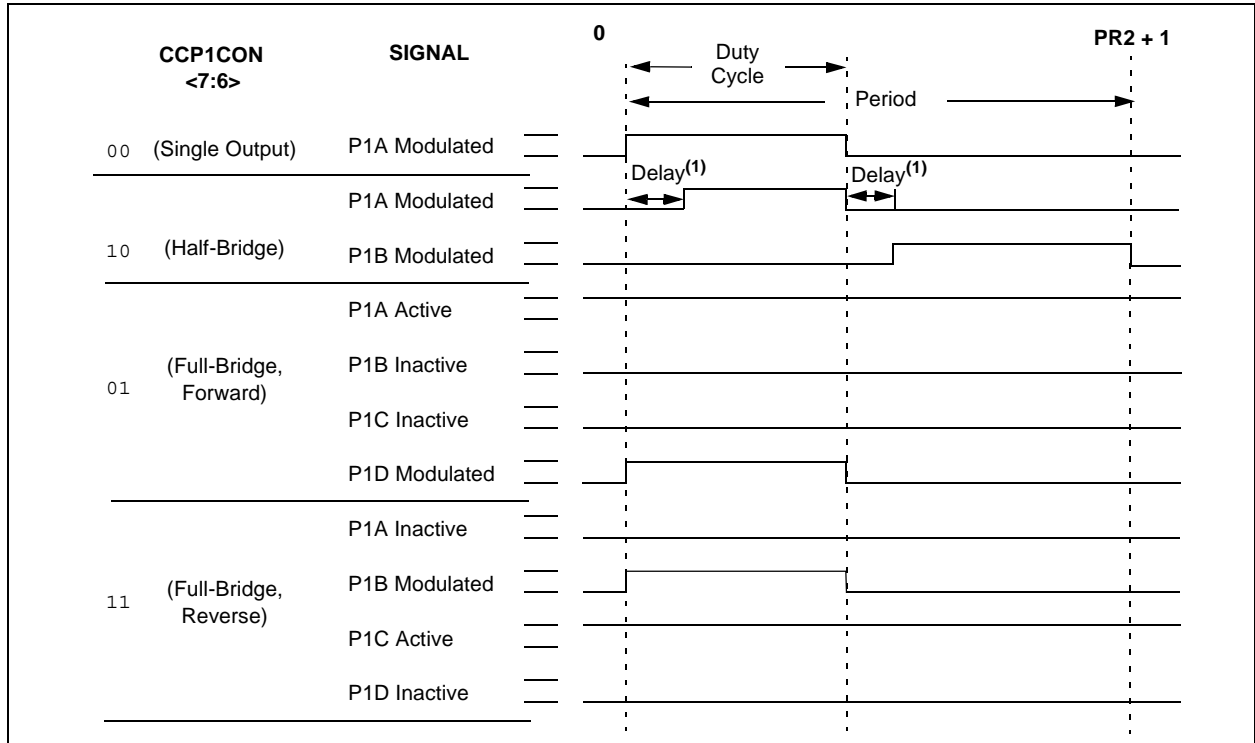 CCP1CON
<7:6>
SIGNAL
0
PR2 + 1
Duty
Cycle
Period
00 (Single Output) P1A Modulated
Delay(1)
Delay(1)
10 (Half-Bridge)
P1A Modulated
P1B Modulated
01 (Full-Bridge,
Forward)
P1A Active
P1B Inactive
P1C Inactive
P1D Modulated
11 (Full-Bridge,
Reverse)
P1A Inactive
P1B Modulated
P1C Active
P1D Inactive